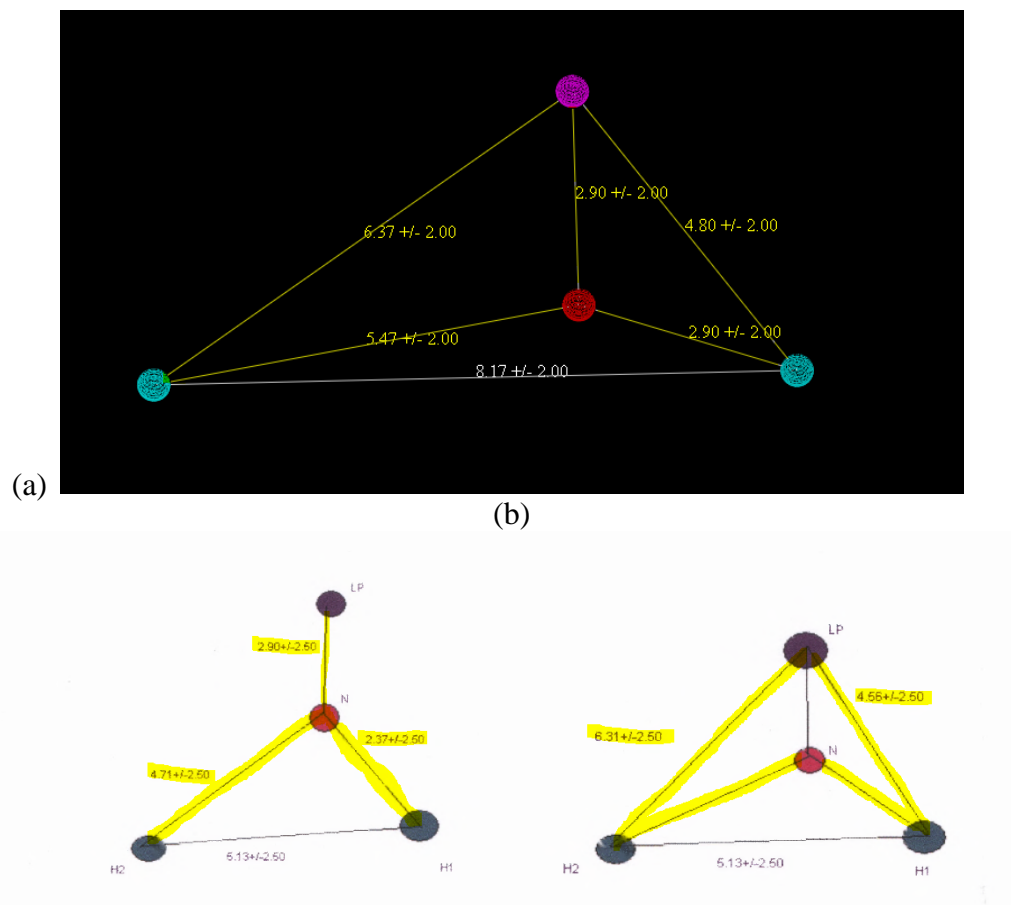 2.90 +/- 2.00
4.80 +/- 2.00
6.37 +/- 2.00
5.47 +/- 2.00
2.90 +/- 2.00
8.17 +/- 2.00
(a)
(b)
LP
2.90+/-2.50
N
2.37+/-2.50
4.71+/-2.50
H2
5.13+/-2.50
H1
LP
4.56+/-2.50
6.31+/-2.50
N
H2
5.13+/-2.50
H1